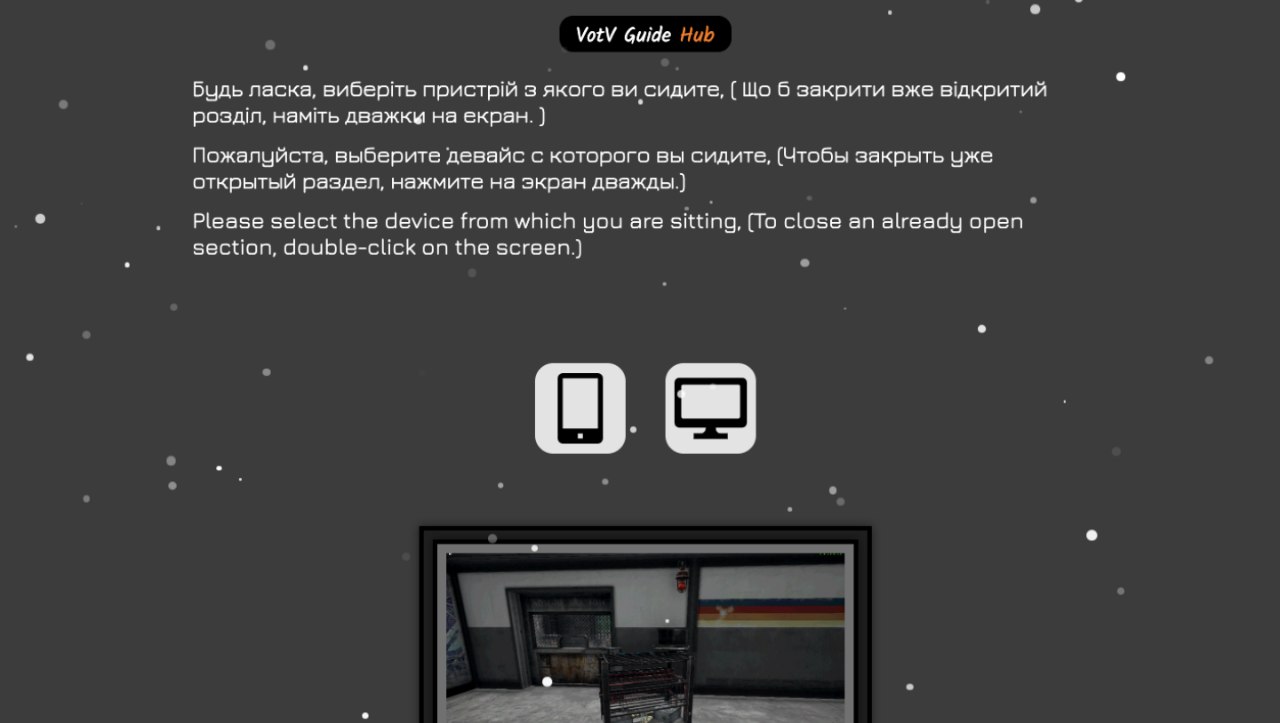 VotV Guide Hub
Будь ласка, виберіть пристрій з якого ви сидите, ( Що б закрити вже відкритий
розділ, наміть дважки на екран. )
Пожалуйста, выберите девайс с которого вы сидите, (Чтобы закрыть уже
открытый раздел, нажмите на экран дважды.)
Please select the device from which you are sitting, (To close an already open
section, double-click on the screen.)